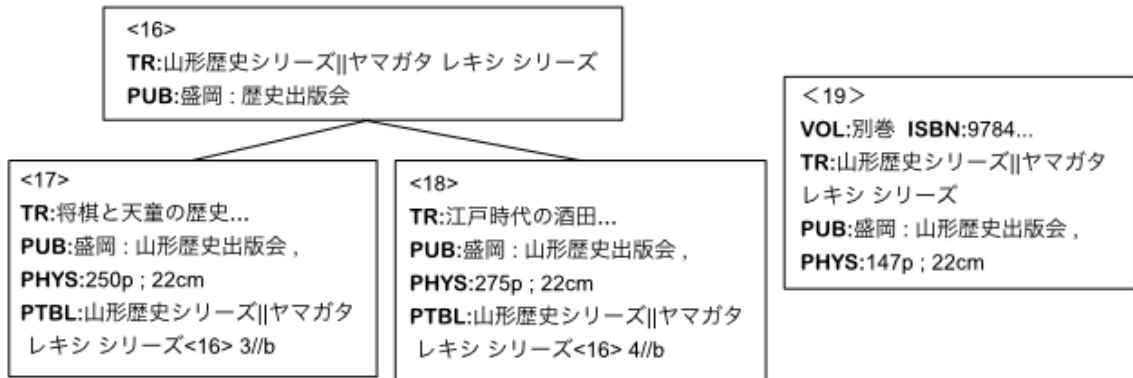 <16>
TR:山形歴史シリーズ||ヤマガタ レキシ シリーズ
PUB:盛岡 : 歴史出版会
<17>
TR:将棋と天童の歴史...
PUB:盛岡 : 山形歴史出版会 ,
PHYS:250p ; 22cm
PTBL:山形歴史シリーズ||ヤマガタ
レキシ シリーズ<16> 3//b
<18>
TR:江戸時代の酒田...
PUB:盛岡 : 山形歴史出版会 ,
PHYS:275p ; 22cm
PTBL:山形歴史シリーズ||ヤマガタ
レキシ シリーズ<16> 4//b
<19>
VOL:別巻 ISBN:9784...
TR:山形歴史シリーズ||ヤマガタ
レキシ シリーズ
PUB:盛岡 : 山形歴史出版会 ,
PHYS:147p ; 22cm